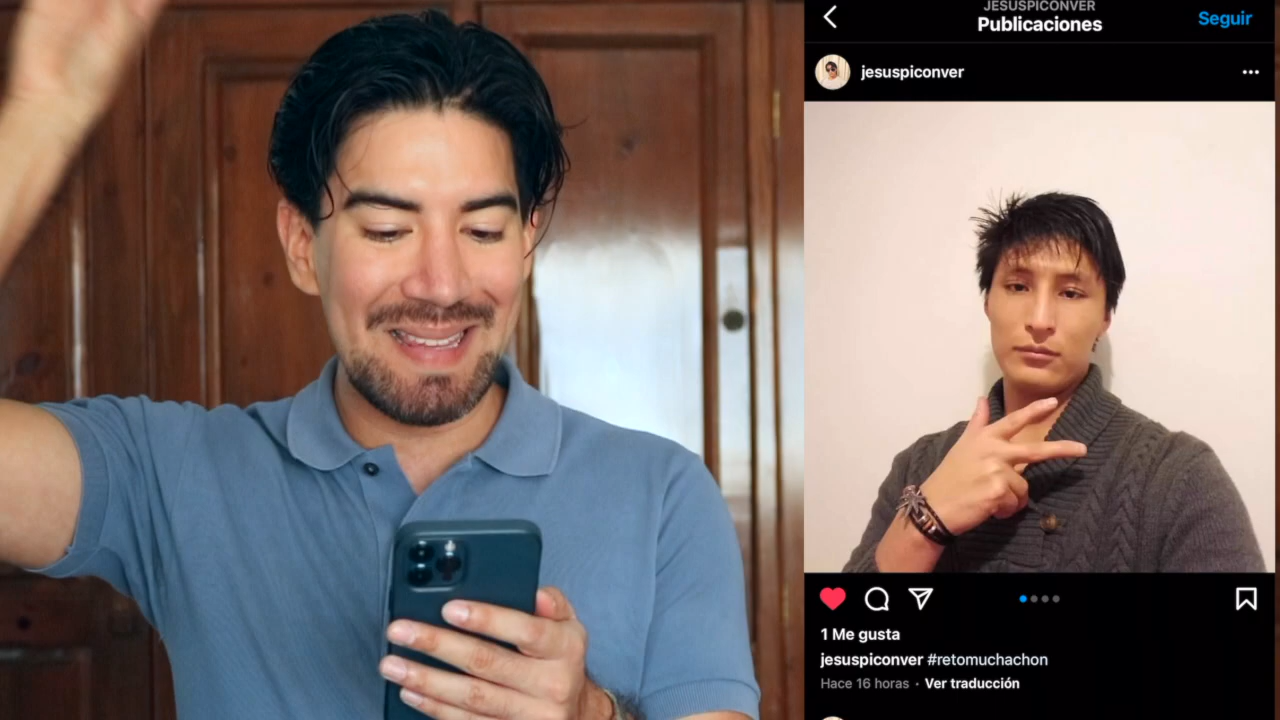 JESUSPICONVER
Publicaciones
Seguir
jesuspiconver
1 Me gusta
jesuspiconver #retomuchachon
Hace 16 horas • Ver traducción